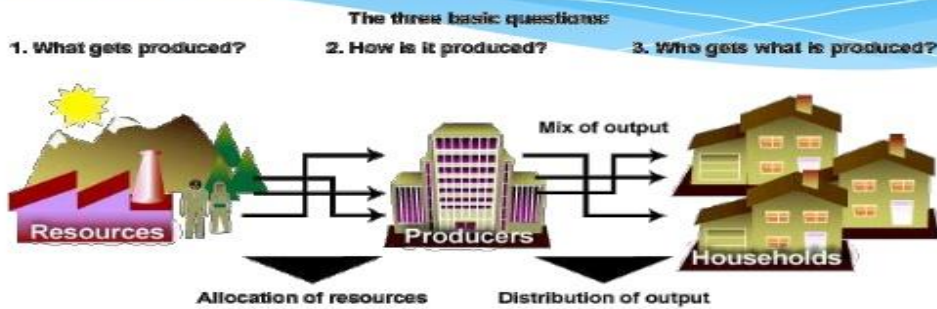 The three basic questions:
1. What gets produced?
2. How is it produced?
3. Who gets what is produced?
Mix of output
Resources
Producers
Households
Allocation of resources
Distribution of output